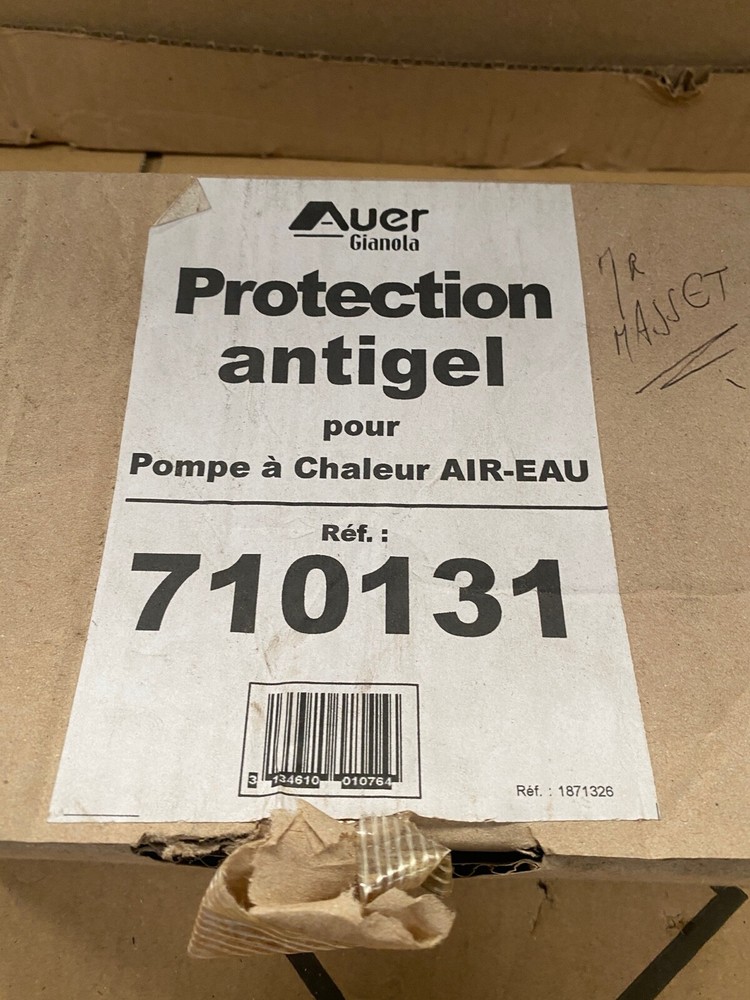 Auer
Gianola
Protection
antigel
pour
Pompe à Chaleur AIR-EAU
Réf. :
710131
3 134610 010764
Réf. : 1871326
MR
MASSET